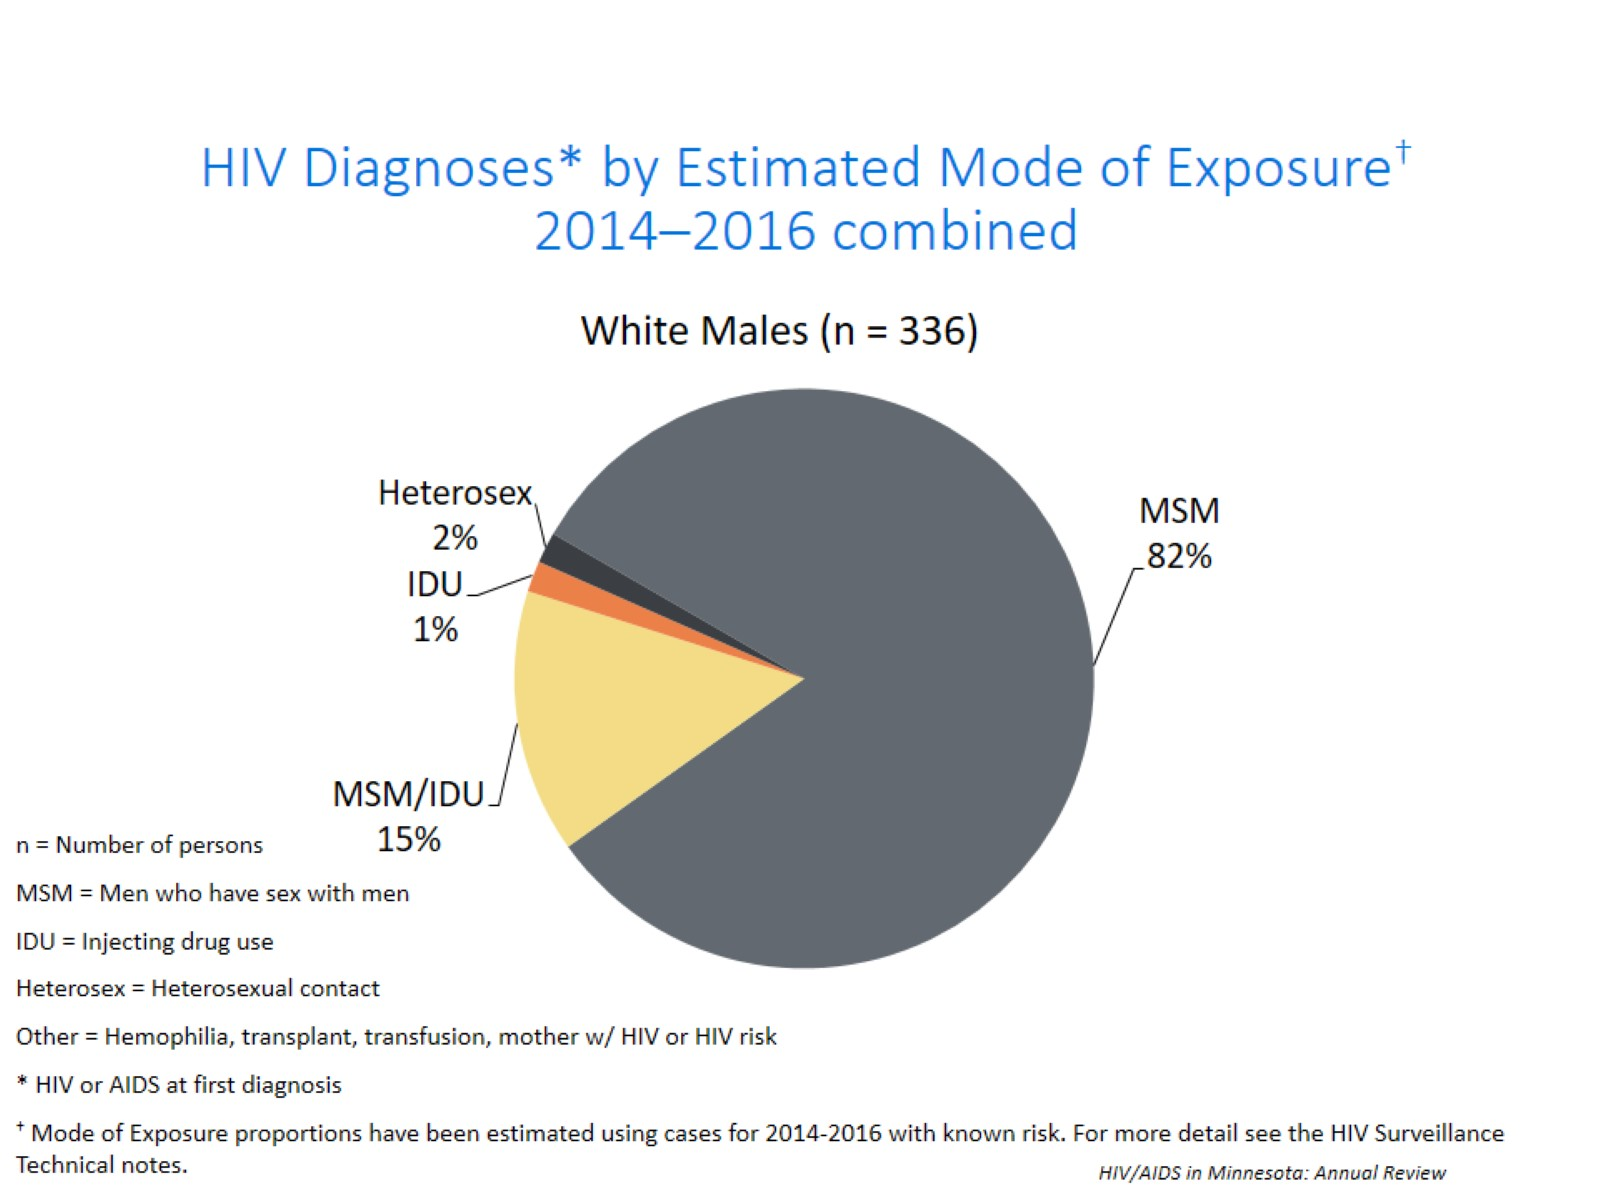 HIV Diagnoses* by Estimated Mode of Exposure†
2014–2016 combined
White Males (n = 336)
Heterosex
2%
IDU
1%
MSM
82%
MSM/IDU
15%
n = Number of persons
MSM = Men who have sex with men
IDU = Injecting drug use
Heterosex = Heterosexual contact
Other = Hemophilia, transplant, transfusion, mother w/ HIV or HIV risk
* HIV or AIDS at first diagnosis
† Mode of Exposure proportions have been estimated using cases for 2014-2016 with known risk. For more detail see the HIV Surveillance
Technical notes.
HIV/AIDS in Minnesota: Annual Review